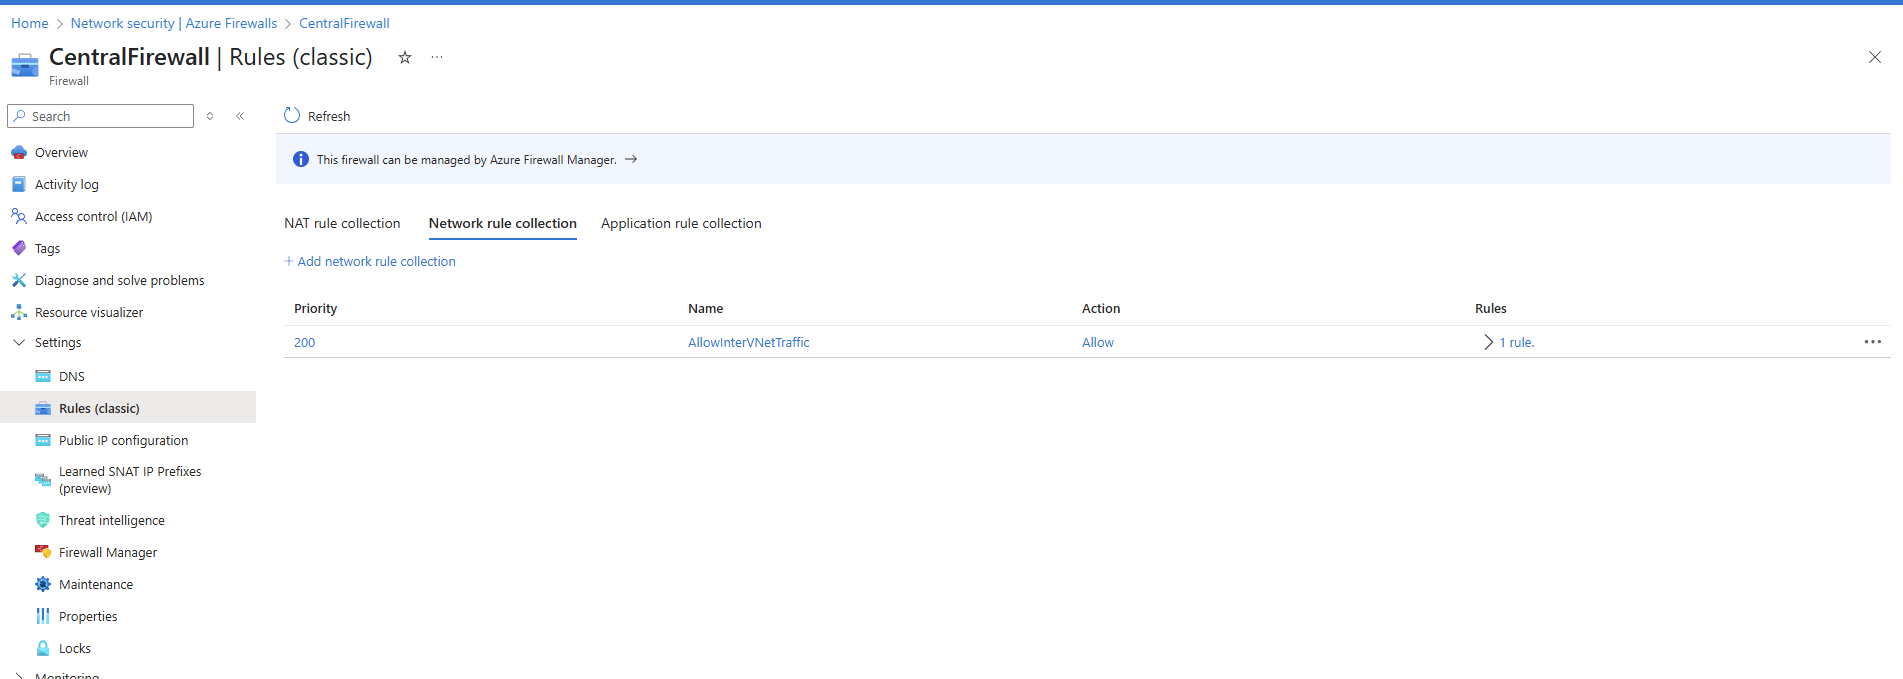 Home > Network security | Azure Firewalls > CentralFirewall
CentralFirewall | Rules (classic)
Firewall
Search
Overview
Activity log
Access control (IAM)
Tags
Diagnose and solve problems
Resource visualizer
Settings
DNS
Rules (classic)
Public IP configuration
Learned SNAT IP Prefixes
(preview)
Threat intelligence
Firewall Manager
Maintenance
Properties
Locks
Monitoring
Refresh
This firewall can be managed by Azure Firewall Manager. →
NAT rule collection Network rule collection Application rule collection
+ Add network rule collection
Priority Name Action Rules
200 AllowInterVNetTraffic Allow 1 rule.